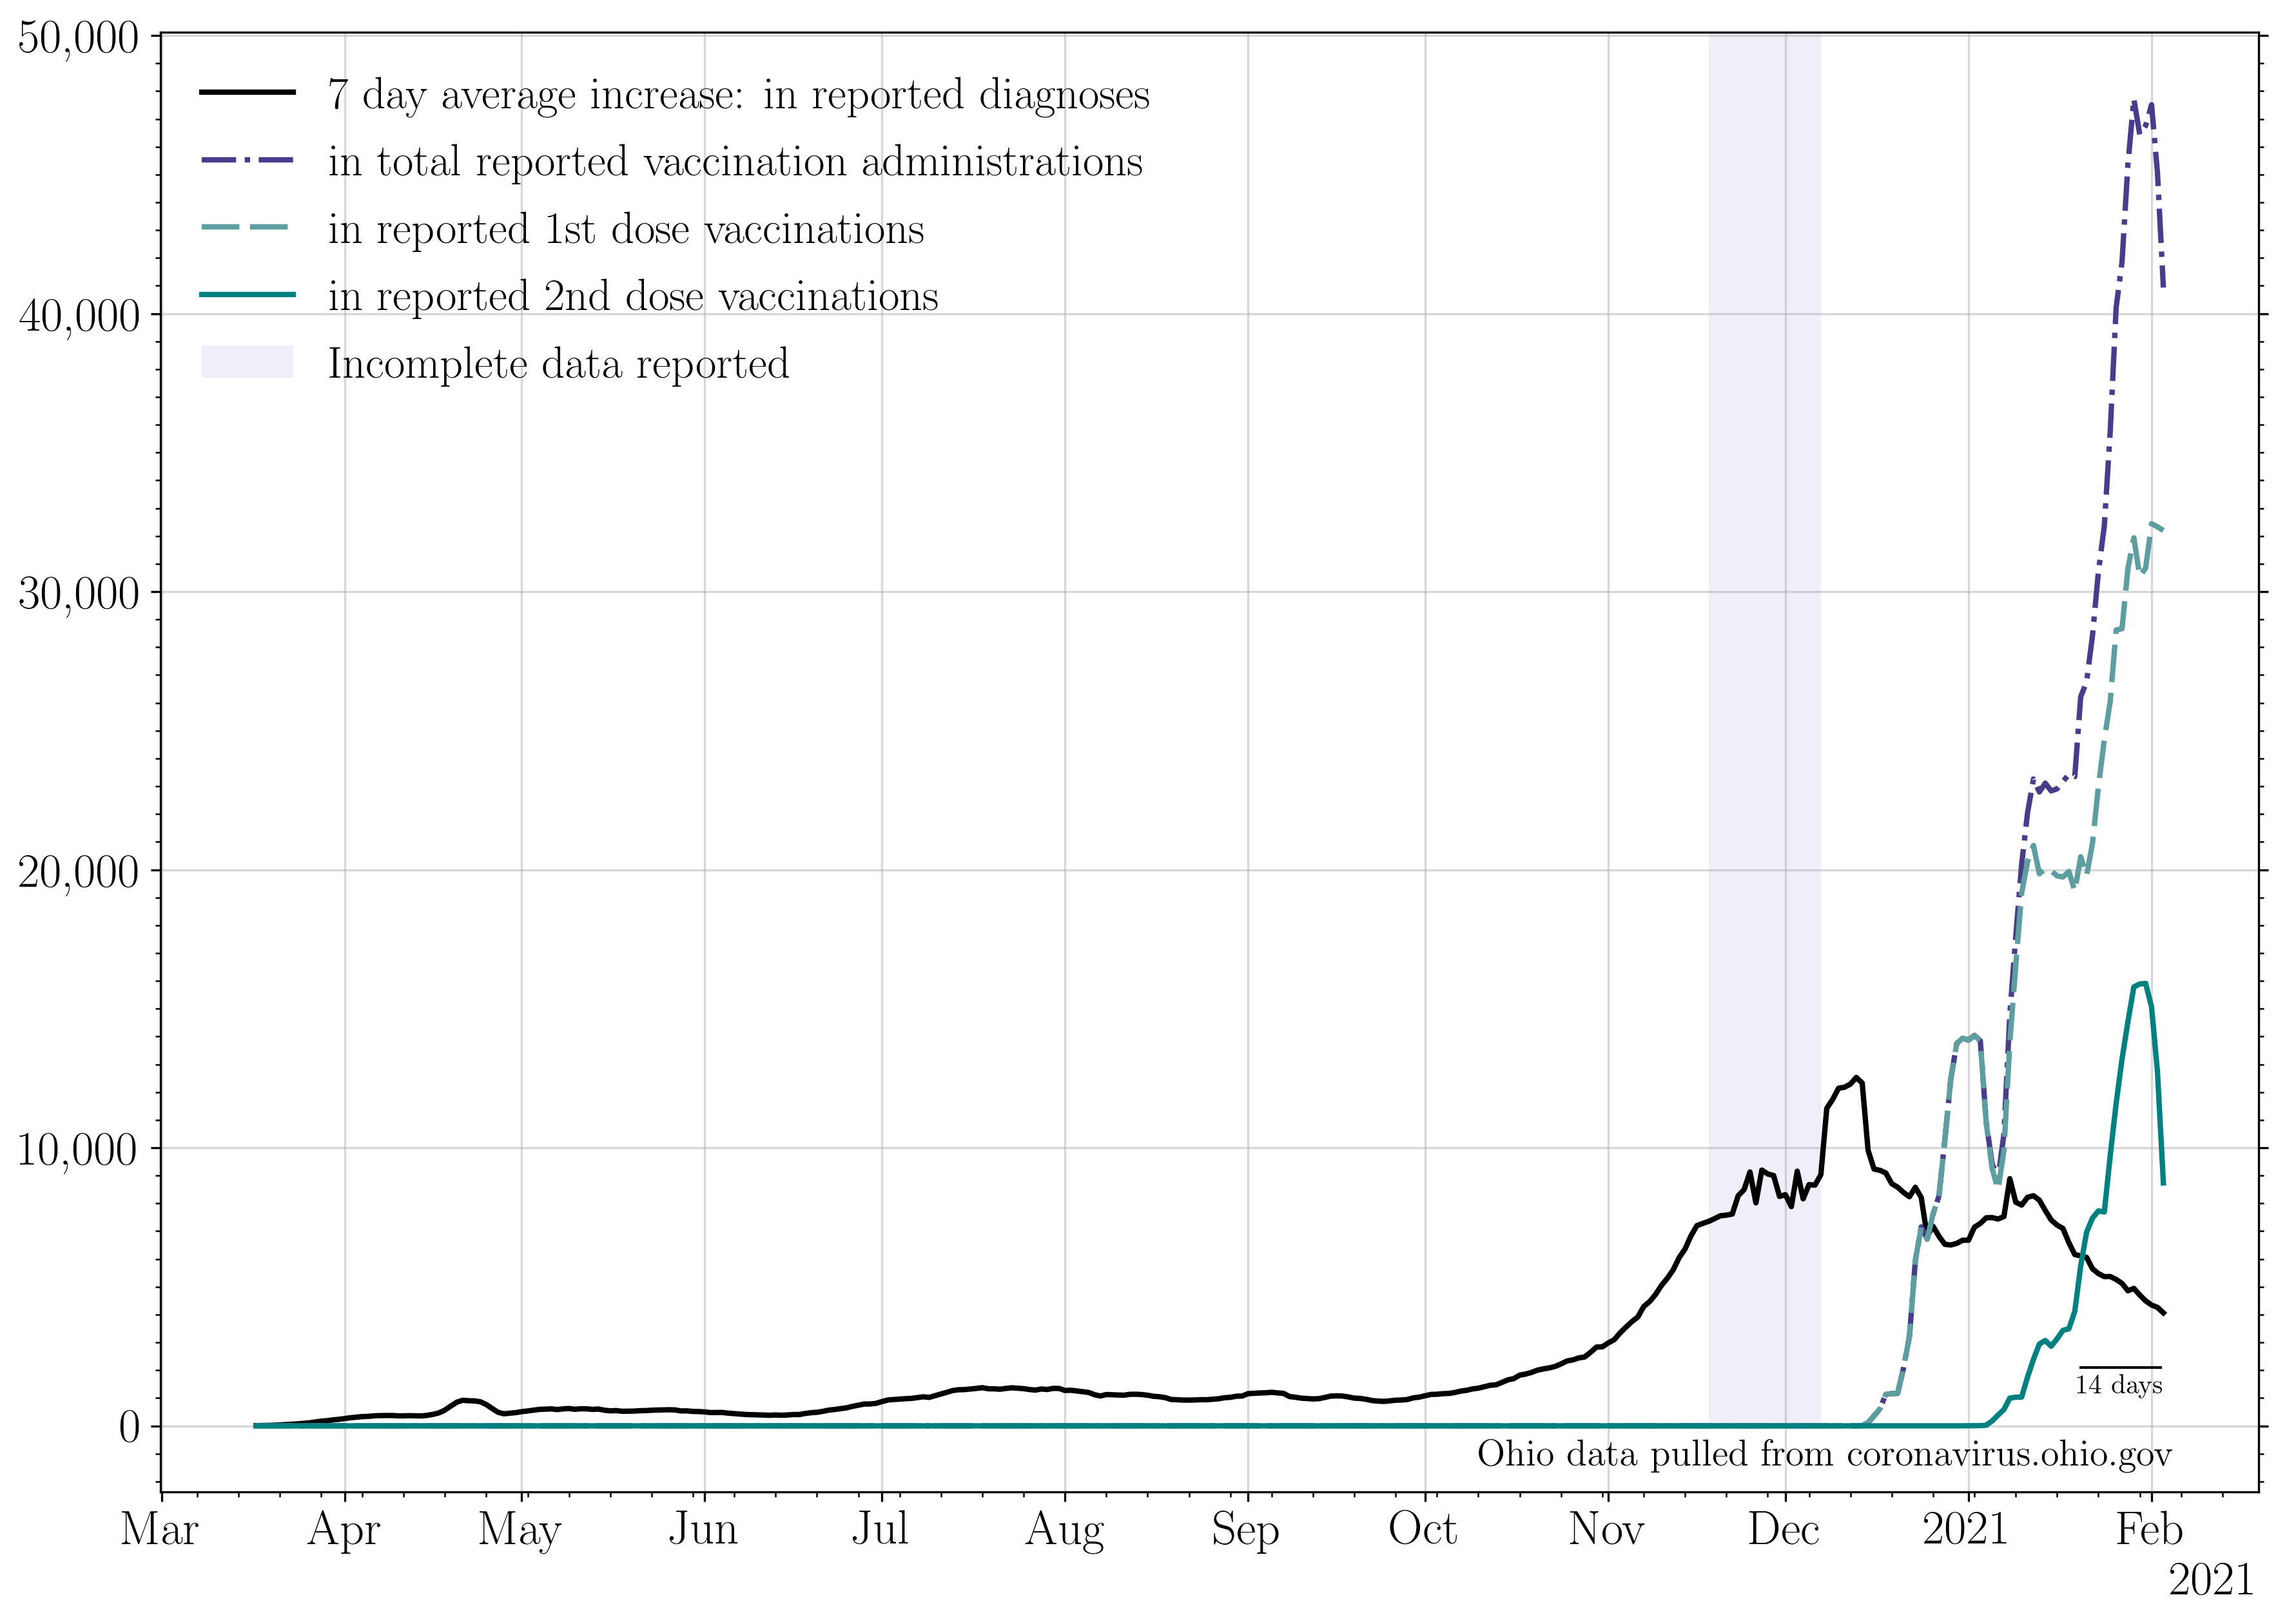 50,000
40,000
30,000
20,000
10,000
0
7 day average increase: in reported diagnoses
in total reported vaccination administrations
in reported 1st dose vaccinations
in reported 2nd dose vaccinations
Incomplete data reported
14 days
Ohio data pulled from coronavirus.ohio.gov
Mar Apr May Jun Jul Aug Sep Oct Nov Dec 2021 Feb
2021